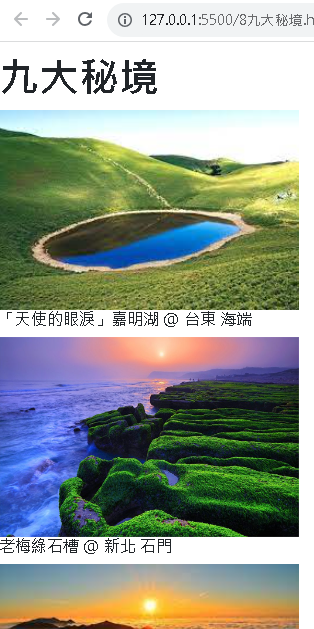 127.0.0.1:5500/8九大秘境.h
九大秘境
「天使的眼淚」嘉明湖 @ 台東 海端
老梅綠石槽 @ 新北 石門